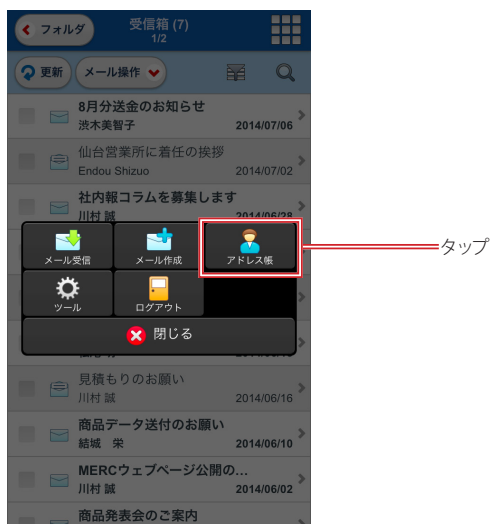 フォルダ
受信箱 (7)
1/2
更新
メール操作
8月分送金のお知らせ
渋木美智子
2014/07/06
仙台営業所に着任の挨拶
Endou Shizuo
2014/07/02
社内報コラムを募集します
川村 誠
2014/06/28
メール受信
メール作成
アドレス帳
タップ
ツール
ログアウト
閉じる
見積もりのお願い
川村 誠
2014/06/16
商品データ送付のお願い
結城　栄
2014/06/10
MERCウェブページ公開の...
川村 誠
2014/06/02
商品発表会のご案内